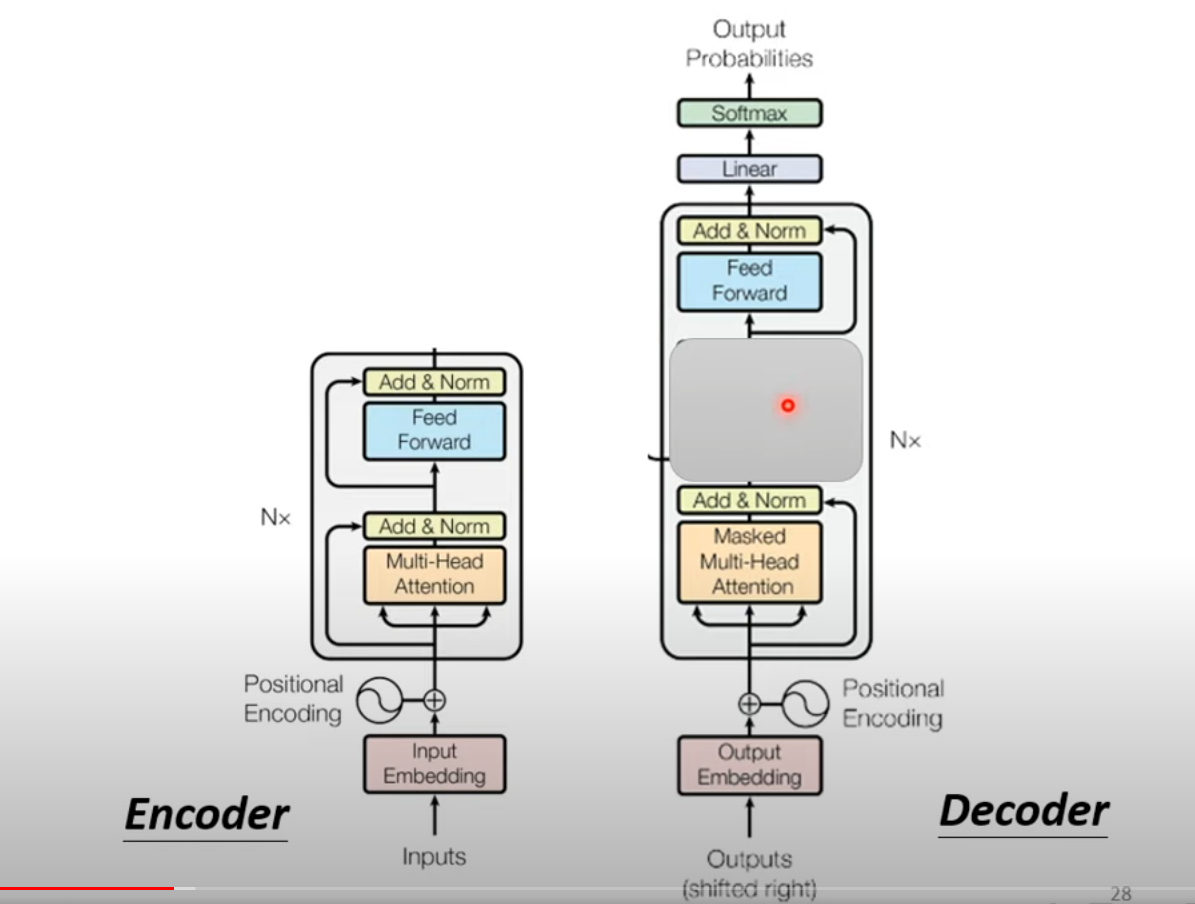 Output
Probabilities
Softmax
Linear
Add & Norm
Feed
Forward
Nx
Add & Norm
Masked
Multi-Head
Attention
Positional
Encoding
Output
Embedding
Outputs
(shifted right)
Decoder
Add & Norm
Feed
Forward
Nx
Add & Norm
Multi-Head
Attention
Positional
Encoding
Input
Embedding
Inputs
Encoder
28